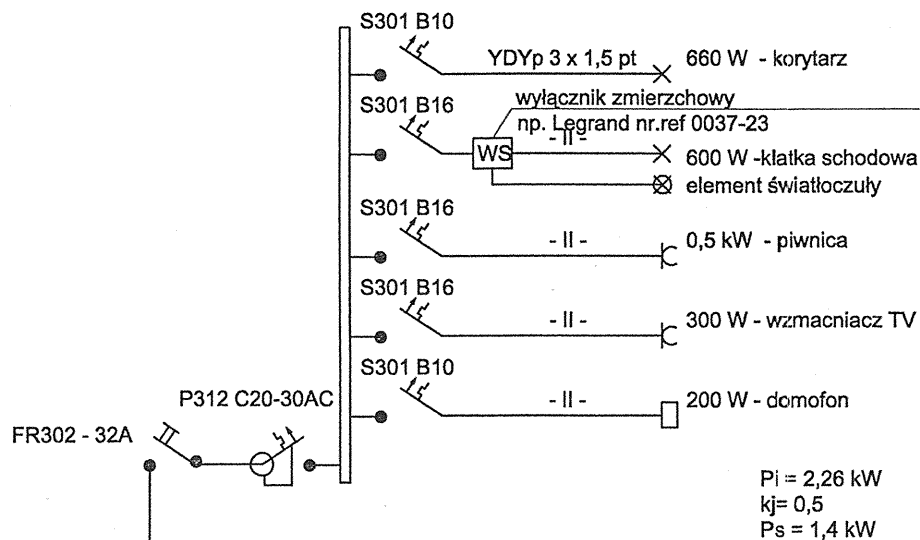 S301 B10
YDYp 3 x 1,5 pt
660 W - korytarz
wyłącznik zmierzchowy
S301 B16
np. Legrand nr.ref 0037-23
- II -
WS
600 W -klatka schodowa
element światłoczuły
S301 B16
- II -
0,5 kW - piwnica
S301 B16
- II -
300 W - wzmacniacz TV
S301 B10
- II -
200 W - domofon
P312 C20-30AC
FR302 - 32A
Pi = 2,26 kW
kj= 0,5
Ps = 1,4 kW